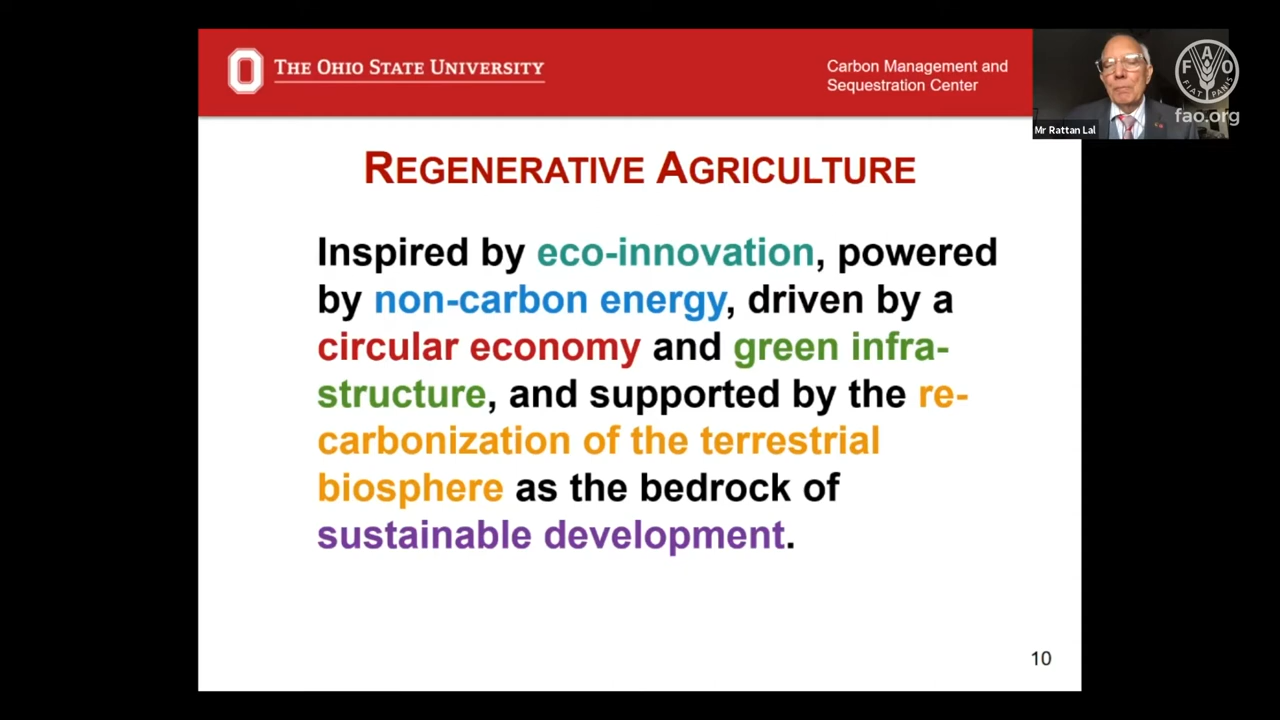 THE OHIO STATE UNIVERSITY
Carbon Management and
Sequestration Center
Mr Rattan Lal
F A O
FIAT PANIS
fao.org
REGENERATIVE AGRICULTURE
Inspired by eco-innovation, powered
by non-carbon energy, driven by a
circular economy and green infra-
structure, and supported by the re-
carbonization of the terrestrial
biosphere as the bedrock of
sustainable development.
10